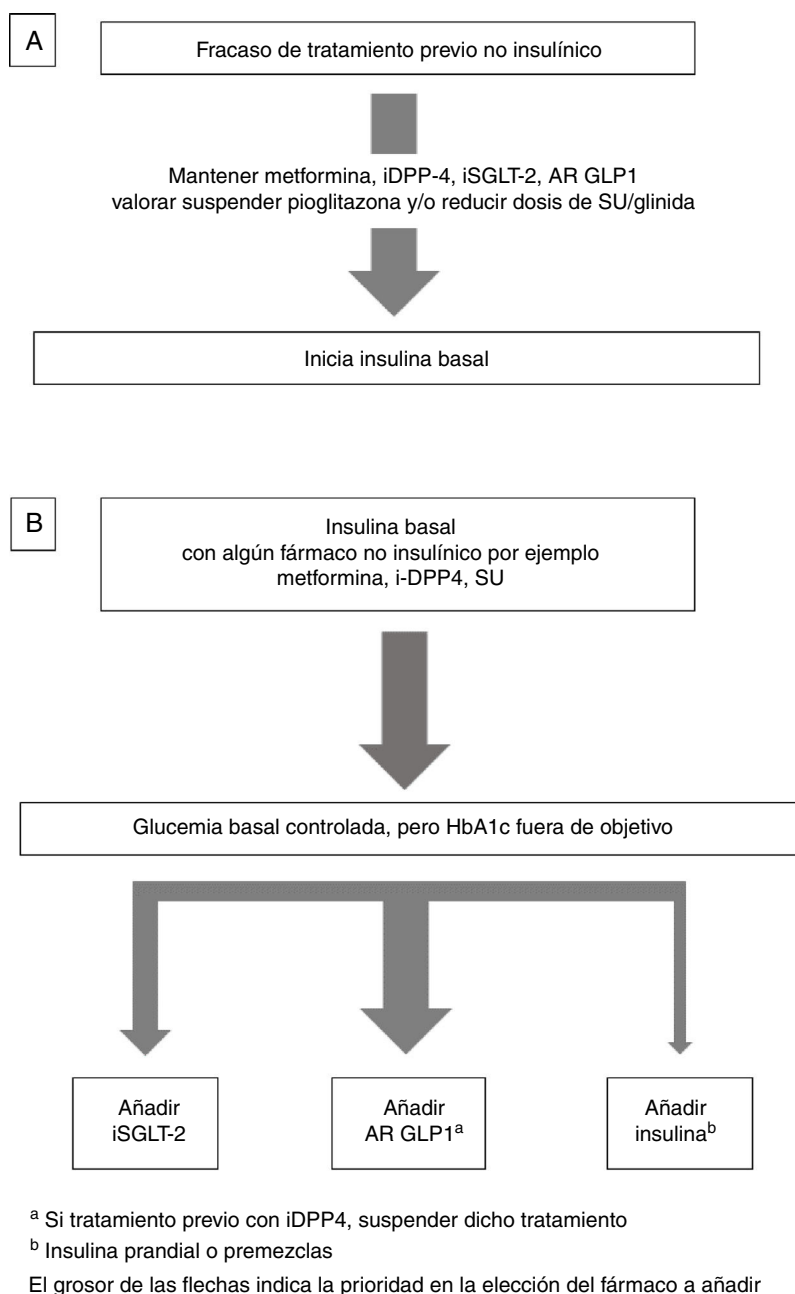 A
Fracaso de tratamiento previo no insulínico
Mantener metformina, iDPP-4, iSGLT-2, AR GLP1
valorar suspender pioglitazona y/o reducir dosis de SU/glinida
Inicia insulina basal
B
Insulina basal
con algún fármaco no insulínico por ejemplo
metformina, i-DPP4, SU
Glucemia basal controlada, pero HbA1c fuera de objetivo
Añadir
iSGLT-2
Añadir
AR GLP1ª
Añadir
insulinaᵇ
ª Si tratamiento previo con iDPP4, suspender dicho tratamiento
ᵇ Insulina prandial o premezclas
El grosor de las flechas indica la prioridad en la elección del fármaco a añadir